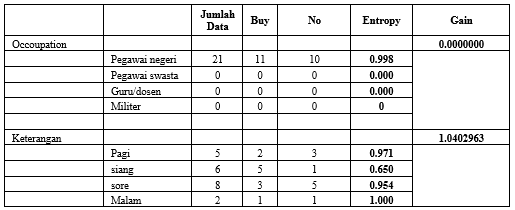 Jumlah Data Buy No Entropy Gain
Occoupation 0.0000000
Pegawai negeri 21 11 10 0.998
Pegawai swasta 0 0 0 0.000
Guru/dosen 0 0 0 0.000
Militer 0 0 0 0
Keterangan 1.0402963
Pagi 5 2 3 0.971
siang 6 5 1 0.650
sore 8 3 5 0.954
Malam 2 1 1 1.000